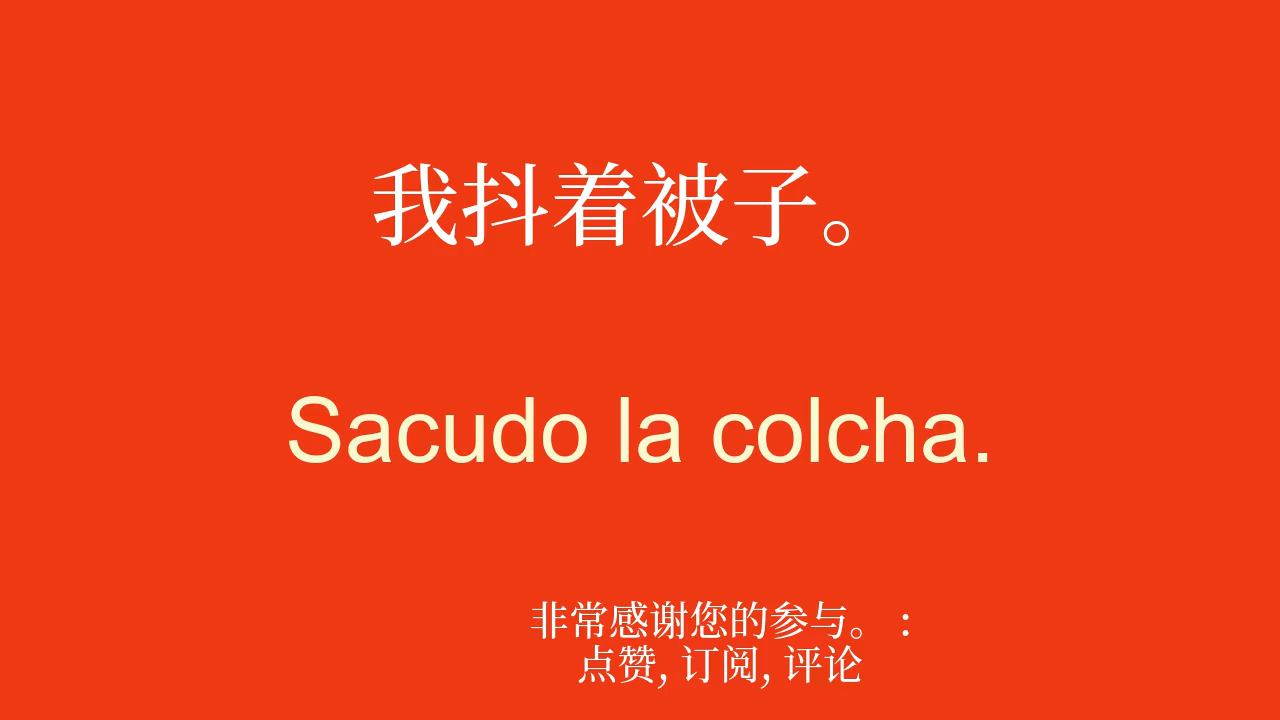 我抖着被子。
Sacudo la colcha.
非常感谢您的参与。 :
点赞, 订阅, 评论